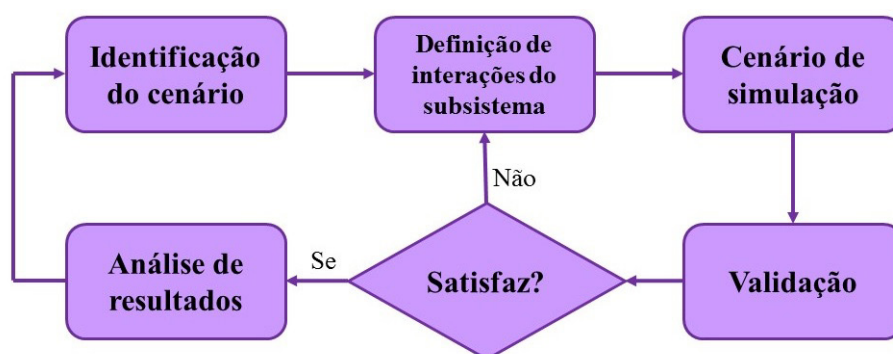 Identificação
do cenário
Definição de
interações do
subsistema
Cenário de
simulação
Não
Análise de
resultados
Se
Satisfaz?
Validação